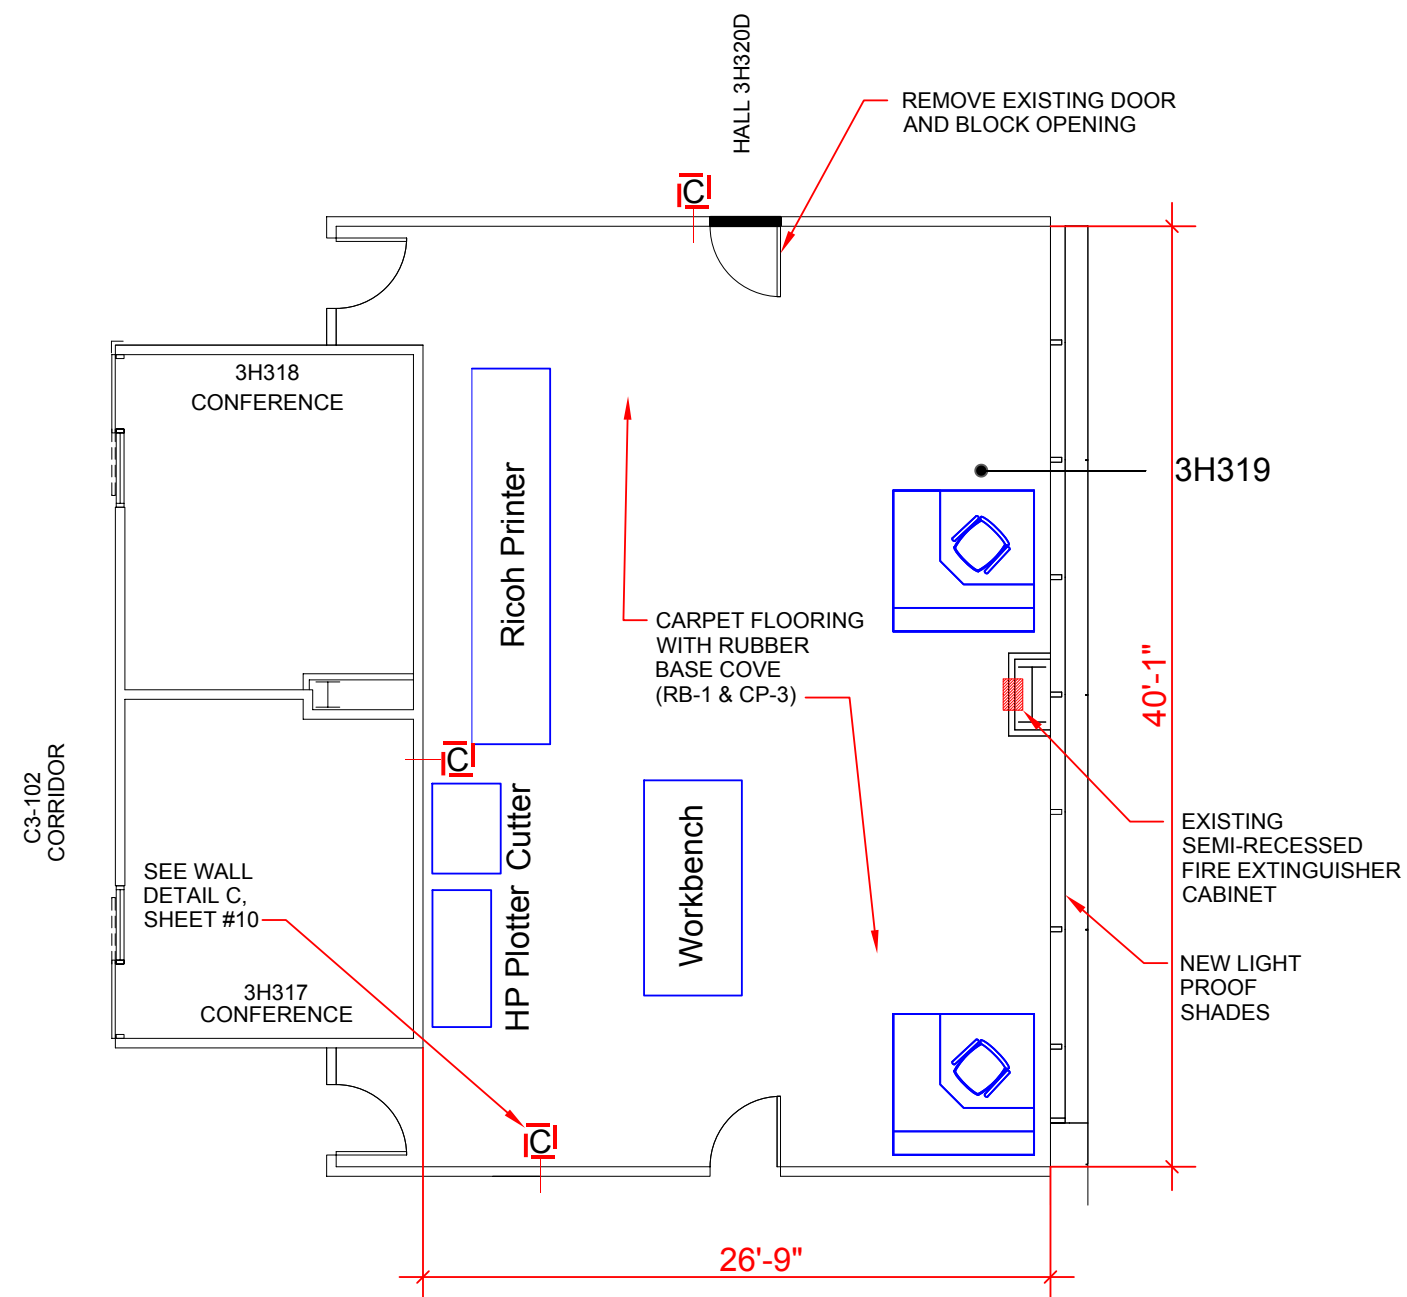 HALL 3H320D
REMOVE EXISTING DOOR
AND BLOCK OPENING
C
3H318
CONFERENCE
Ricoh Printer
3H319
CARPET FLOORING
WITH RUBBER
BASE COVE
(RB-1 & CP-3)
40'-1"
C
C3-102
CORRIDOR
HP Plotter Cutter
Workbench
EXISTING
SEMI-RECESSED
FIRE EXTINGUISHER
CABINET
SEE WALL
DETAIL C,
SHEET #10
NEW LIGHT
PROOF
SHADES
3H317
CONFERENCE
C
26'-9"